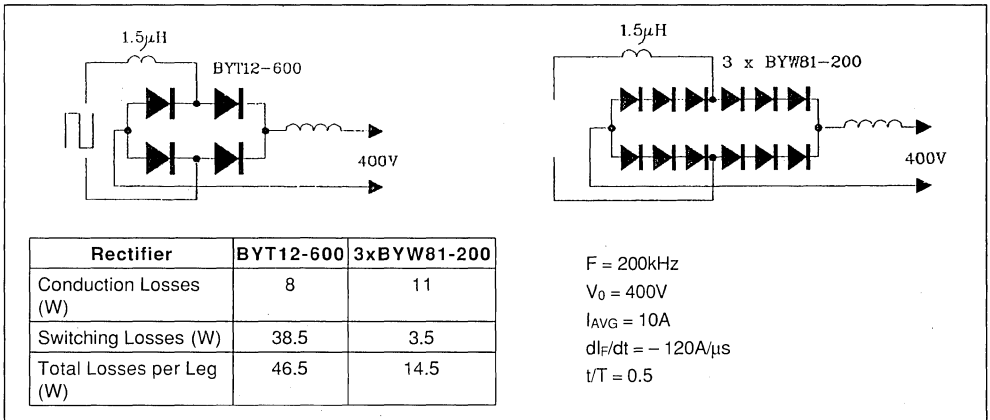 1.5μH
BYT12-600
400V
1.5μH
3 x BYW81-200
400V
Rectifier BYT12-600 3xBYW81-200
Conduction Losses (W) 8 11
Switching Losses (W) 38.5 3.5
Total Losses per Leg (W) 46.5 14.5
F = 200kHz
V0 = 400V
IAVG = 10A
dIF/dt = – 120A/μs
t/T = 0.5